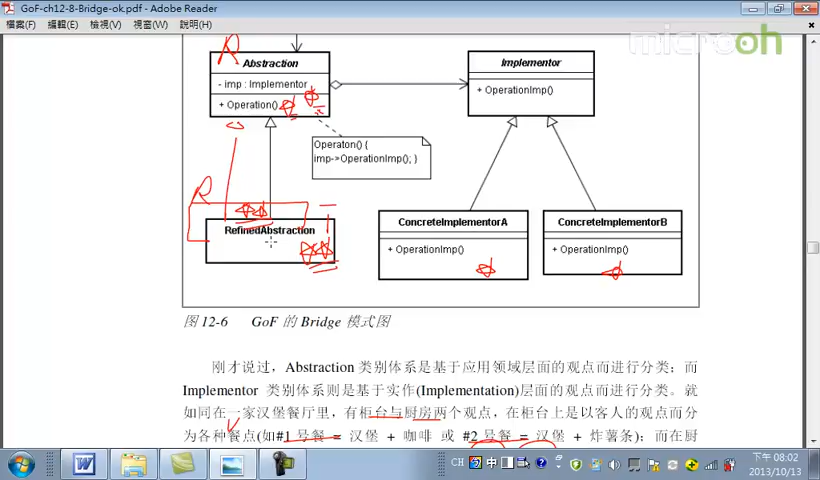 GoF-ch12-8-Bridge-ok.pdf - Adobe Reader
檔案(F) 編輯(E) 檢視(V) 視窗(W) 說明(H)
microoh
R
Abstraction
- imp : Implementor
+ Operation()
Implementor
+ OperationImp()
Operaton() {
imp->OperationImp(); }
R
RefinedAbstraction
ConcreteImplementorA
+ OperationImp()
ConcreteImplementorB
+ OperationImp()
图 12-6 GoF 的 Bridge 模式图
刚才说过，Abstraction 类别体系是基于应用领域层面的观点而进行分类；而
Implementor 类别体系则是基于实作(Implementation)层面的观点而进行分类。就
如同在一家汉堡餐厅里，有柜台与厨房两个观点，在柜台上是以客人的观点而分
为各种餐点(如#1 号餐 = 汉堡 + 咖啡 或 #2 号餐 = 汉堡 + 炸薯条)；而在厨
CH 中
下午 08:02
2013/10/13